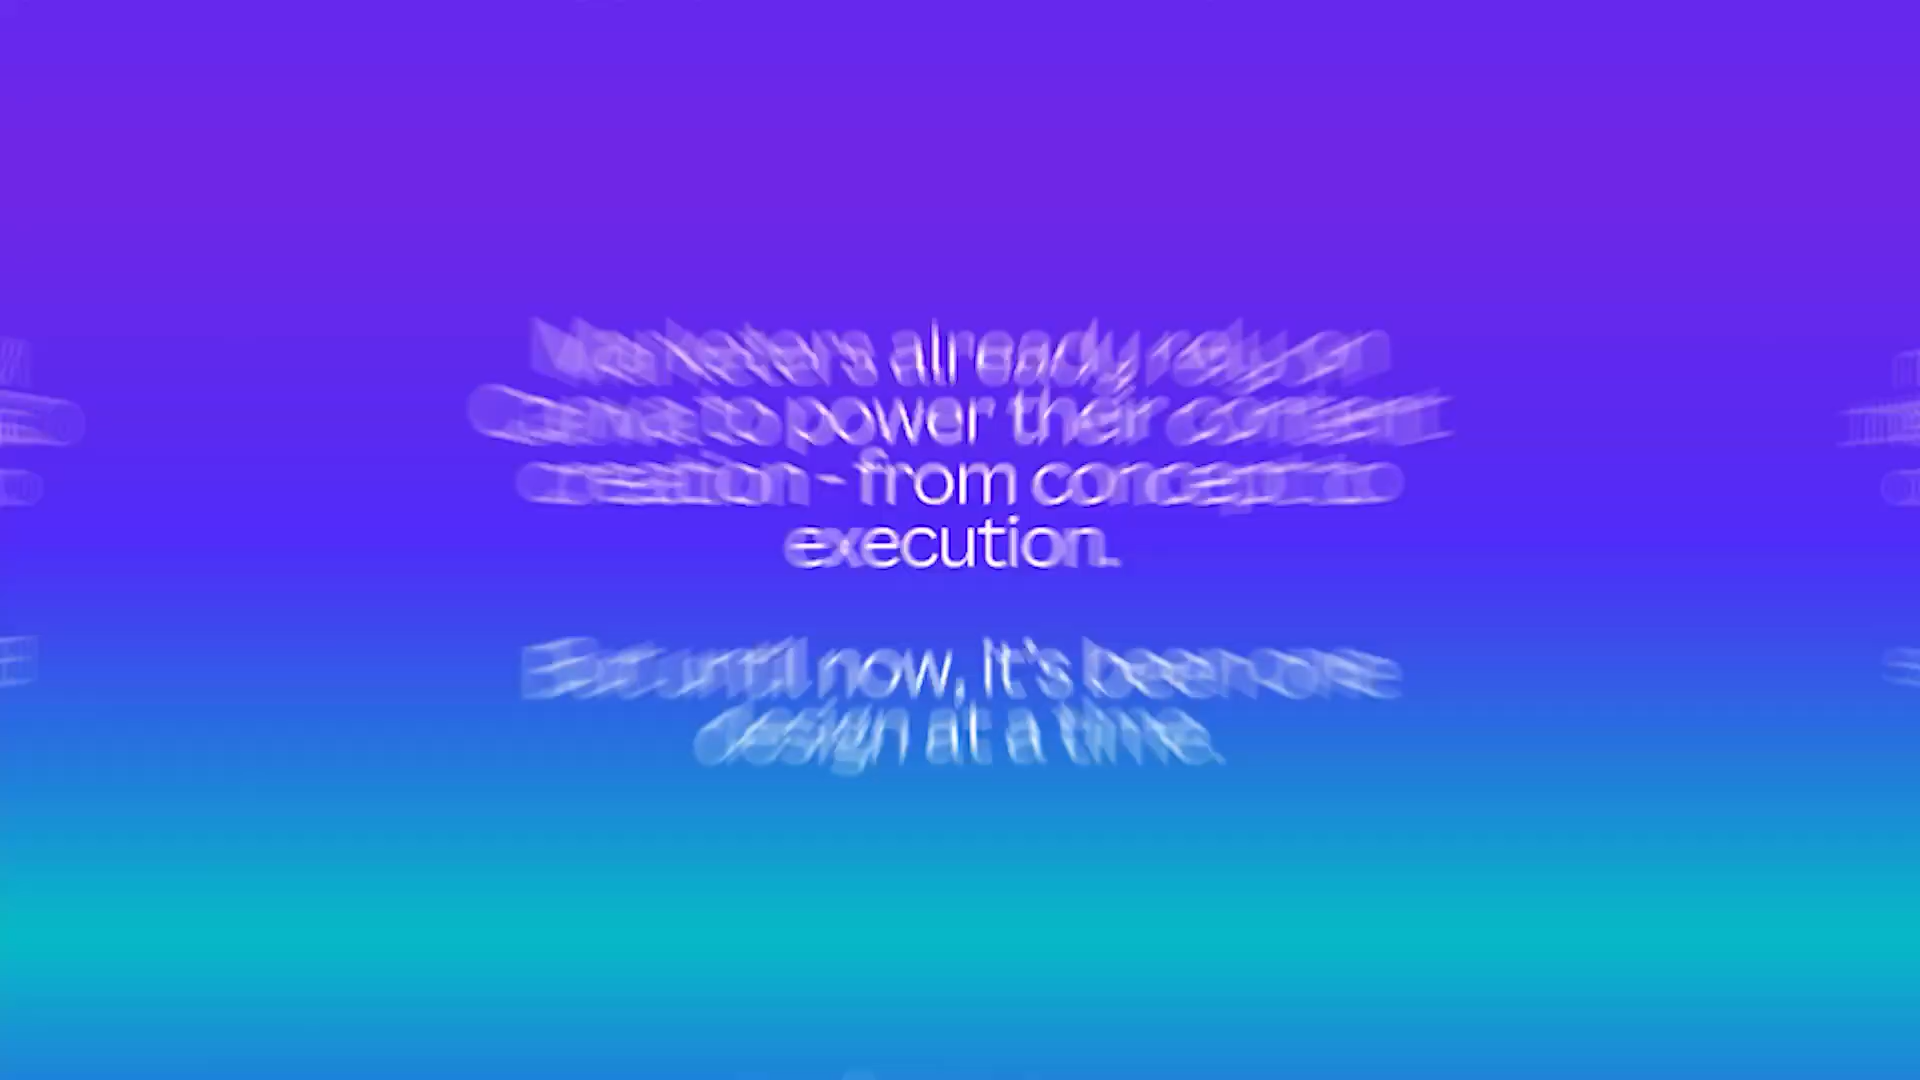 Marketers already rely on
Canva to power their content
creation - from concept to
execution.
But until now, it's been one
design at a time.